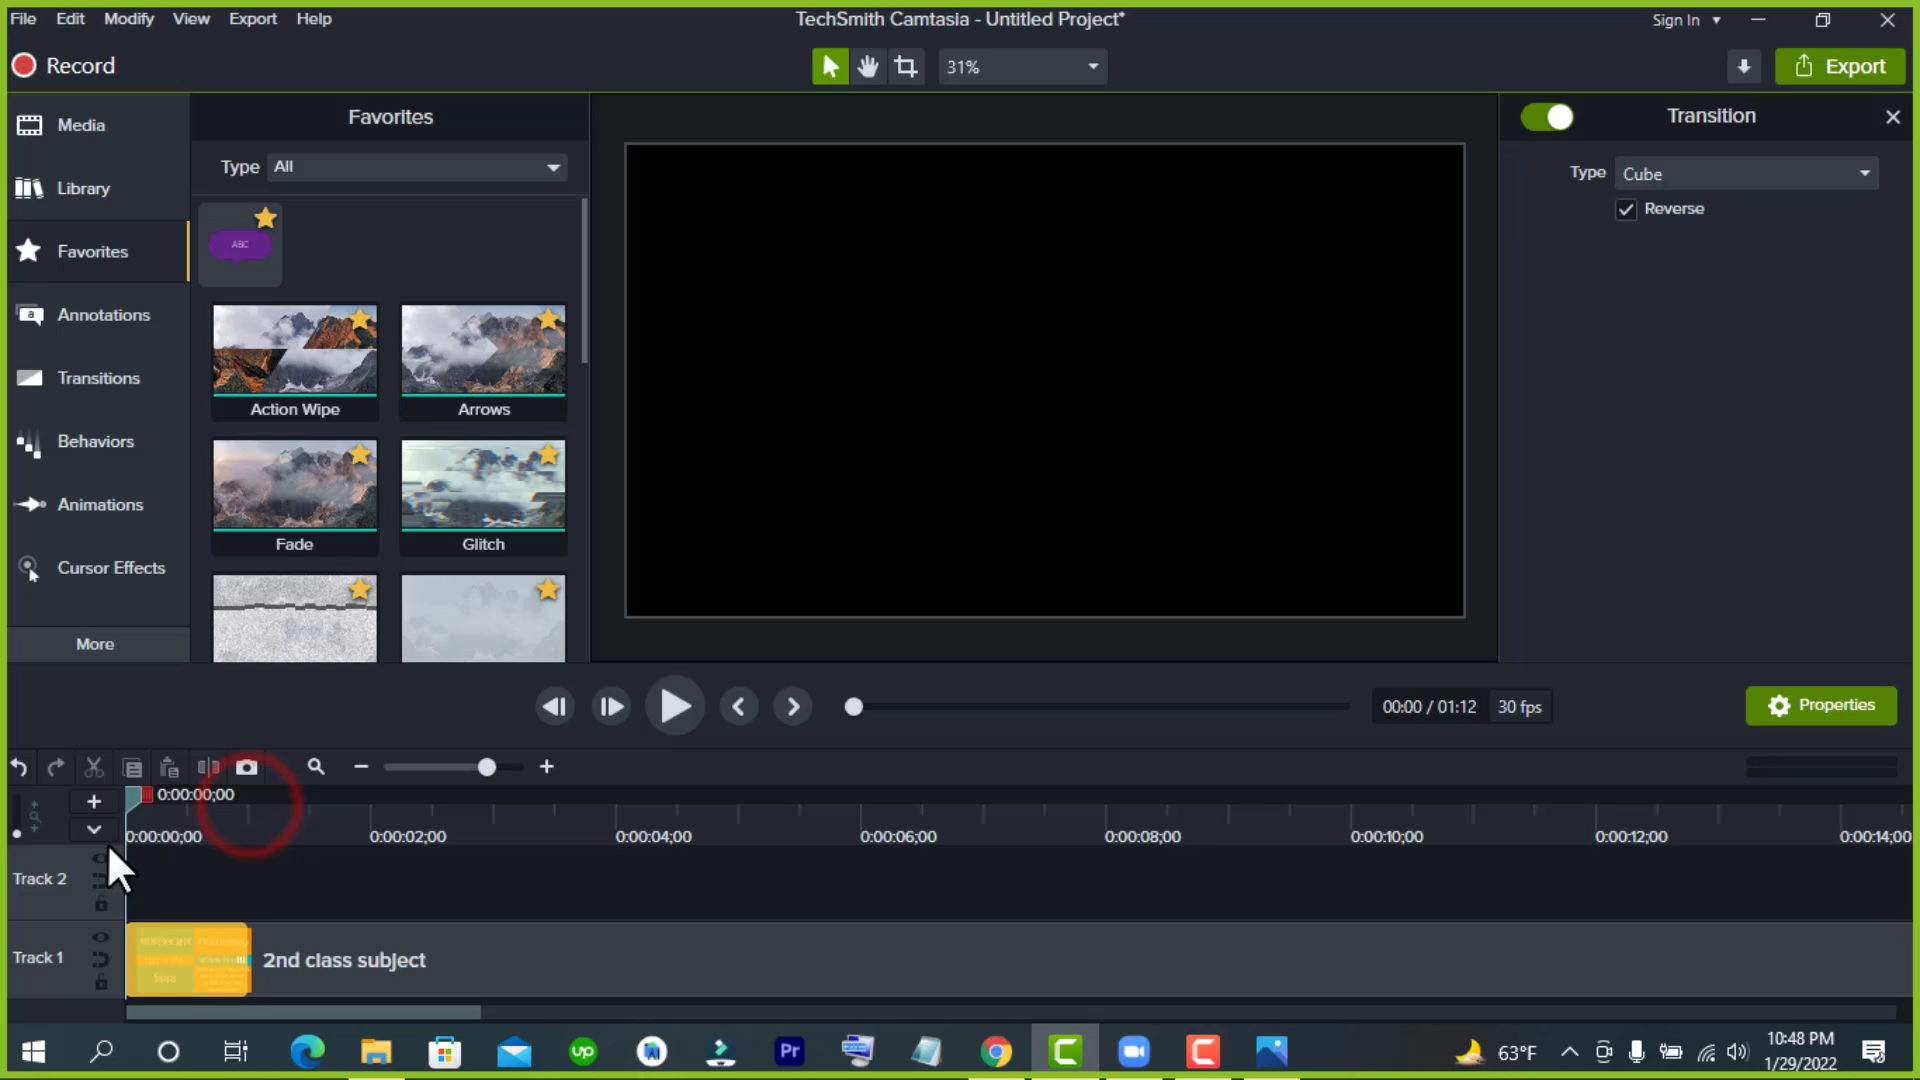 File Edit Modify View Export Help
TechSmith Camtasia - Untitled Project*
Sign In
Record
31%
Export
Media
Library
Favorites
Annotations
Transitions
Behaviors
Animations
Cursor Effects
More
Favorites
Type All
ABC
Action Wipe
Arrows
Fade
Glitch
Transition
Type Cube
Reverse
00:00 / 01:12 30 fps
Properties
0:00:00;00
0:00:00;00 0:00:02;00 0:00:04;00 0:00:06;00 0:00:08;00 0:00:10;00 0:00:12;00 0:00:14;00
Track 2
Track 1
2nd class subject
up
Pr
63°F
10:48 PM
1/29/2022